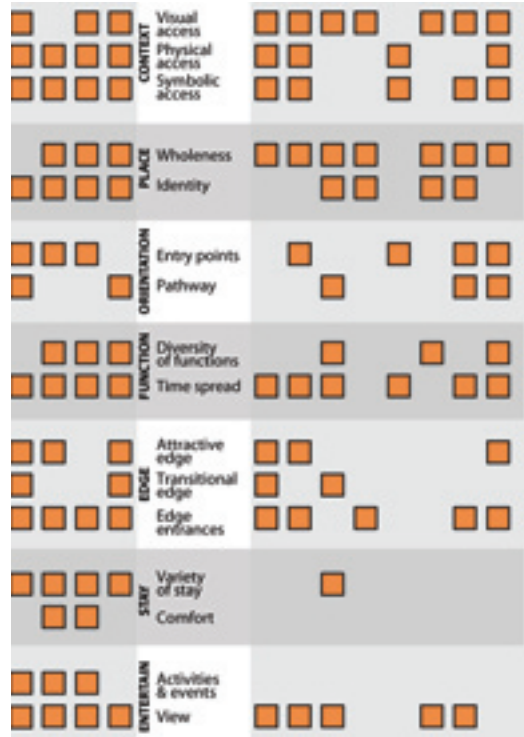 CONTEXT
Visual
access
Physical
access
Symbolic
access
PLACE
Wholeness
Identity
ORIENTATION
Entry points
Pathway
FUNCTION
Diversity
of functions
Time spread
EDGE
Attractive
edge
Transitional
edge
Edge
entrances
STAY
Variety
of stay
Comfort
ENTERTAIN
Activities
& events
View